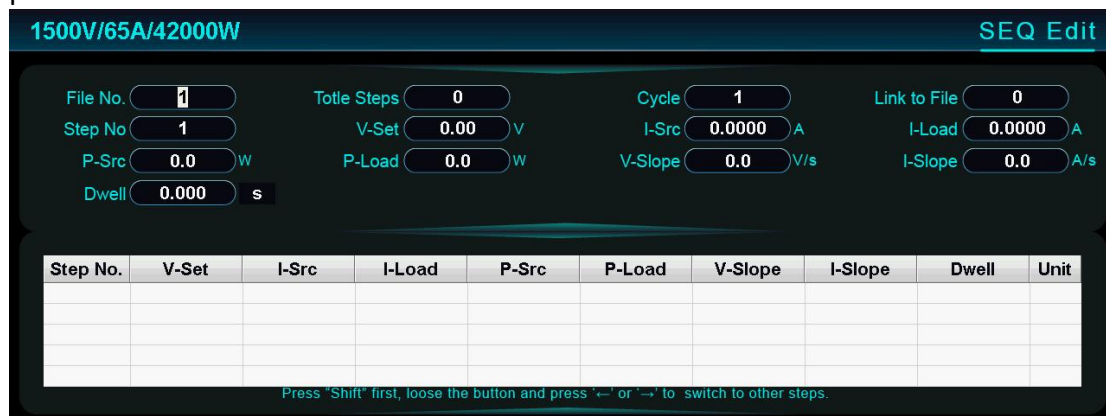 1500V/65A/42000W SEQ Edit
File No. 1 Totle Steps 0 Cycle 1 Link to File 0
Step No 1 V-Set 0.00 V I-Src 0.0000 A I-Load 0.0000 A
P-Src 0.0 W P-Load 0.0 W V-Slope 0.0 V/s I-Slope 0.0 A/s
Dwell 0.000 s
Step No. V-Set I-Src I-Load P-Src P-Load V-Slope I-Slope Dwell Unit
Press "Shift" first, loose the button and press '←' or '→' to switch to other steps.